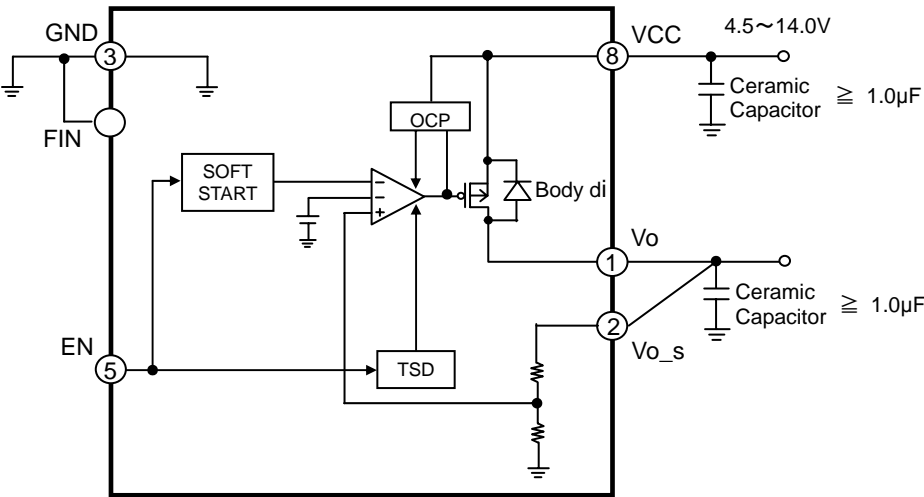 GND
3
FIN
VCC
8
4.5～14.0V
Ceramic
Capacitor
≧ 1.0µF
OCP
SOFT
START
−
−
+
Body di
Vo
1
Ceramic
Capacitor
≧ 1.0µF
2
Vo_s
EN
5
TSD